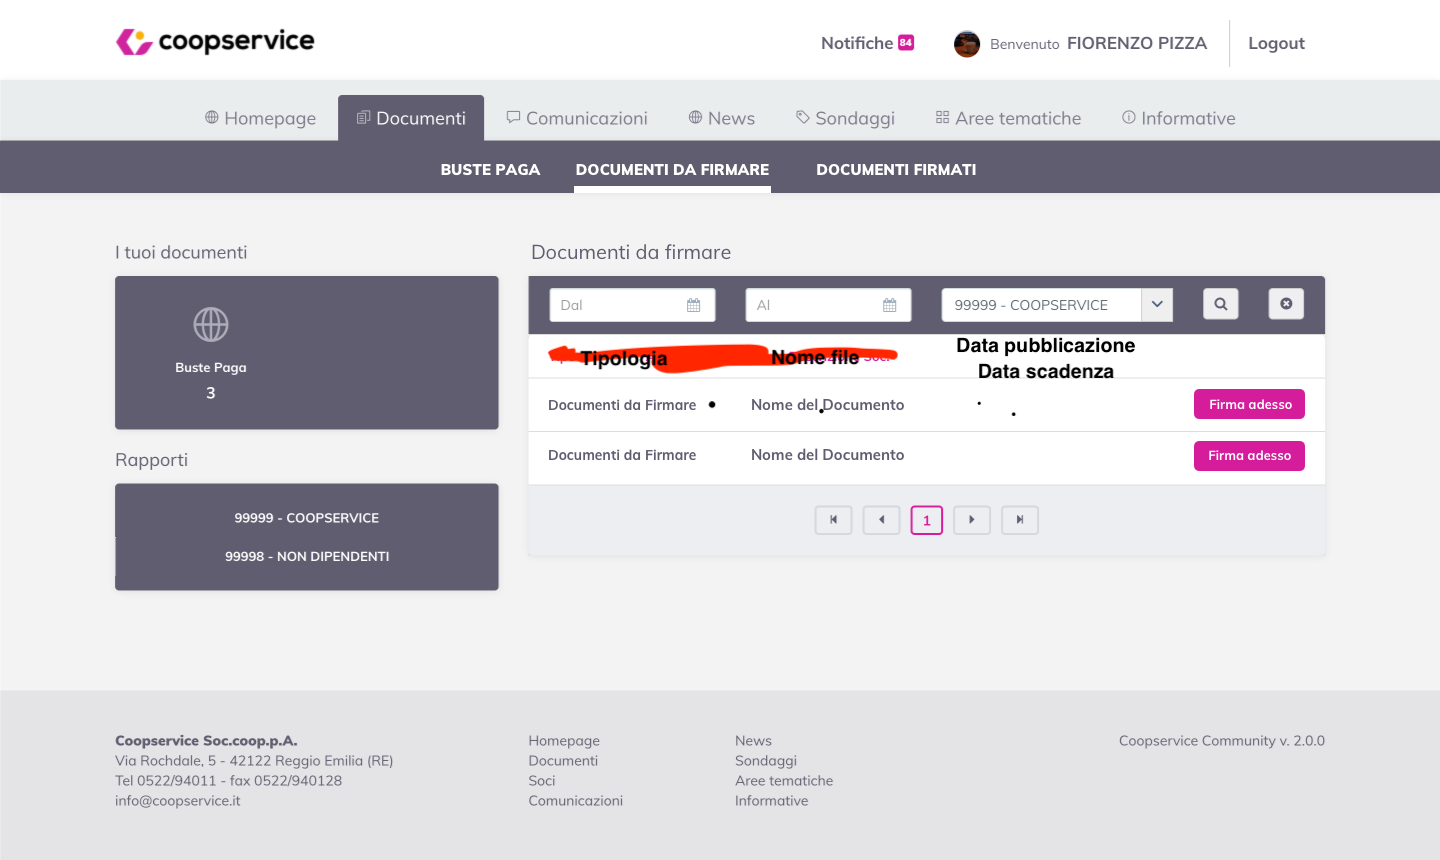 coopservice
Notifiche 84
Benvenuto FIORENZO PIZZA
Logout
Homepage
Documenti
Comunicazioni
News
Sondaggi
Aree tematiche
Informative
BUSTE PAGA
DOCUMENTI DA FIRMARE
DOCUMENTI FIRMATI
I tuoi documenti
Buste Paga
3
Rapporti
99999 - COOPSERVICE
99998 - NON DIPENDENTI
Documenti da firmare
Dal
Al
99999 - COOPSERVICE
Tipologia
Nome file
Data pubblicazione
Data scadenza
Documenti da Firmare
Nome del Documento
Firma adesso
Documenti da Firmare
Nome del Documento
Firma adesso
1
Coopservice Soc.coop.p.A.
Via Rochdale, 5 - 42122 Reggio Emilia (RE)
Tel 0522/94011 - fax 0522/940128
info@coopservice.it
Homepage
Documenti
Soci
Comunicazioni
News
Sondaggi
Aree tematiche
Informative
Coopservice Community v. 2.0.0